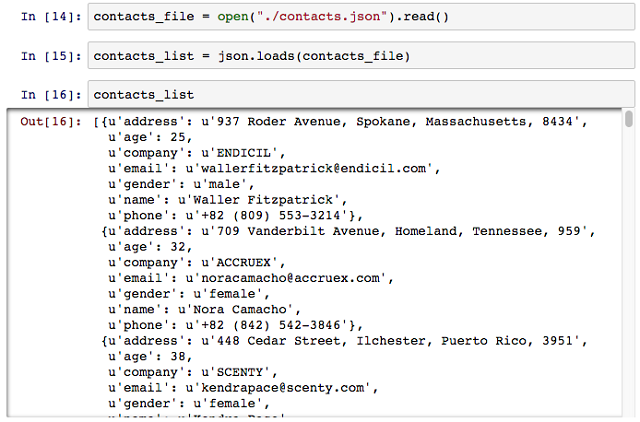 In [14]: contacts_file = open("./contacts.json").read()
In [15]: contacts_list = json.loads(contacts_file)
In [16]: contacts_list
Out[16]: [{u'address': u'937 Roder Avenue, Spokane, Massachusetts, 8434',
u'age': 25,
u'company': u'ENDICIL',
u'email': u'wallerfitzpatrick@endicil.com',
u'gender': u'male',
u'name': u'Waller Fitzpatrick',
u'phone': u'+82 (809) 553-3214'},
{u'address': u'709 Vanderbilt Avenue, Homeland, Tennessee, 959',
u'age': 32,
u'company': u'ACCRUEX',
u'email': u'noracamacho@accruex.com',
u'gender': u'female',
u'name': u'Nora Camacho',
u'phone': u'+82 (842) 542-3846'},
{u'address': u'448 Cedar Street, Ilchester, Puerto Rico, 3951',
u'age': 38,
u'company': u'SCENTY',
u'email': u'kendrapace@scenty.com',
u'gender': u'female',